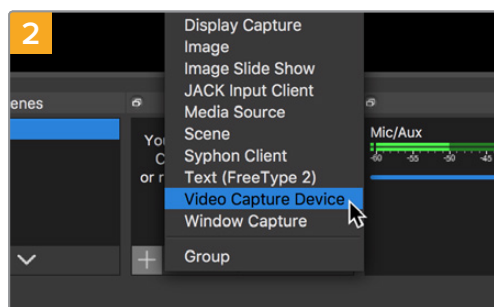 2
Display Capture
Image
Image Slide Show
JACK Input Client
Media Source
Scene
Syphon Client
Text (FreeType 2)
Video Capture Device
Window Capture
Group
enes
You
C
or r
Mic/Aux
-60 -55 -50 -45